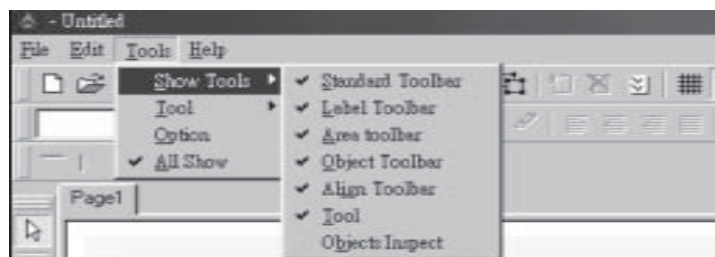 - Untitled
File Edit Tools Help
Show Tools
Tool
Option
All Show
Standard Toolbar
Label Toolbar
Area toolbar
Object Toolbar
Align Toolbar
Tool
Objects Inspect
Page1